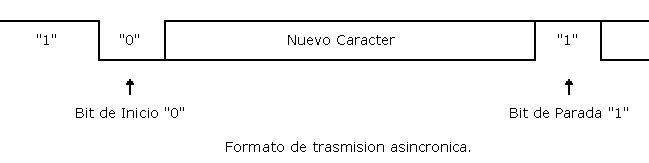 "1" "0" Nuevo Caracter "1"
Bit de Inicio "0" Bit de Parada "1"
Formato de trasmision asincronica.